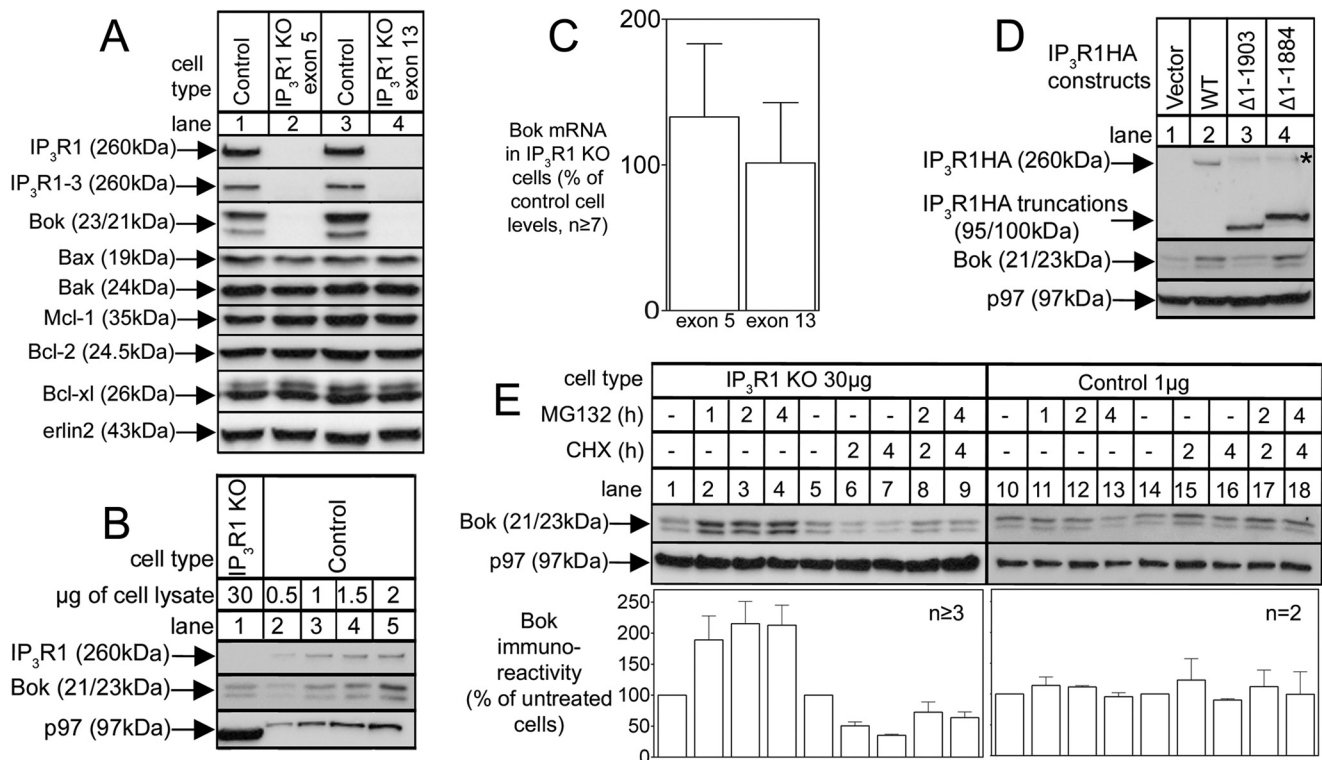 A
cell type
Control
IP₃R1 KO exon 5
Control
IP₃R1 KO exon 13
lane 1 2 3 4
IP₃R1 (260kDa)
IP₃R1-3 (260kDa)
Bok (23/21kDa)
Bax (19kDa)
Bak (24kDa)
Mcl-1 (35kDa)
Bcl-2 (24.5kDa)
Bcl-xl (26kDa)
erlin2 (43kDa)
B
cell type
IP₃R1 KO
Control
µg of cell lysate 30 0.5 1 1.5 2
lane 1 2 3 4 5
IP₃R1 (260kDa)
Bok (21/23kDa)
p97 (97kDa)
C
Bok mRNA
in IP₃R1 KO
cells (% of
control cell
levels, n≥7)
200
100
0
exon 5 exon 13
D
IP₃R1HA
constructs
Vector
WT
Δ1-1903
Δ1-1884
lane 1 2 3 4
IP₃R1HA (260kDa) *
IP₃R1HA truncations
(95/100kDa)
Bok (21/23kDa)
p97 (97kDa)
E
cell type IP₃R1 KO 30µg Control 1µg
MG132 (h) - 1 2 4 - - - 2 4 - 1 2 4 - - - 2 4
CHX (h) - - - - - 2 4 2 4 - - - - - 2 4 2 4
lane 1 2 3 4 5 6 7 8 9 10 11 12 13 14 15 16 17 18
Bok (21/23kDa)
p97 (97kDa)
Bok
immuno-
reactivity
(% of untreated
cells)
250
200
150
100
50
0
n≥3
n=2